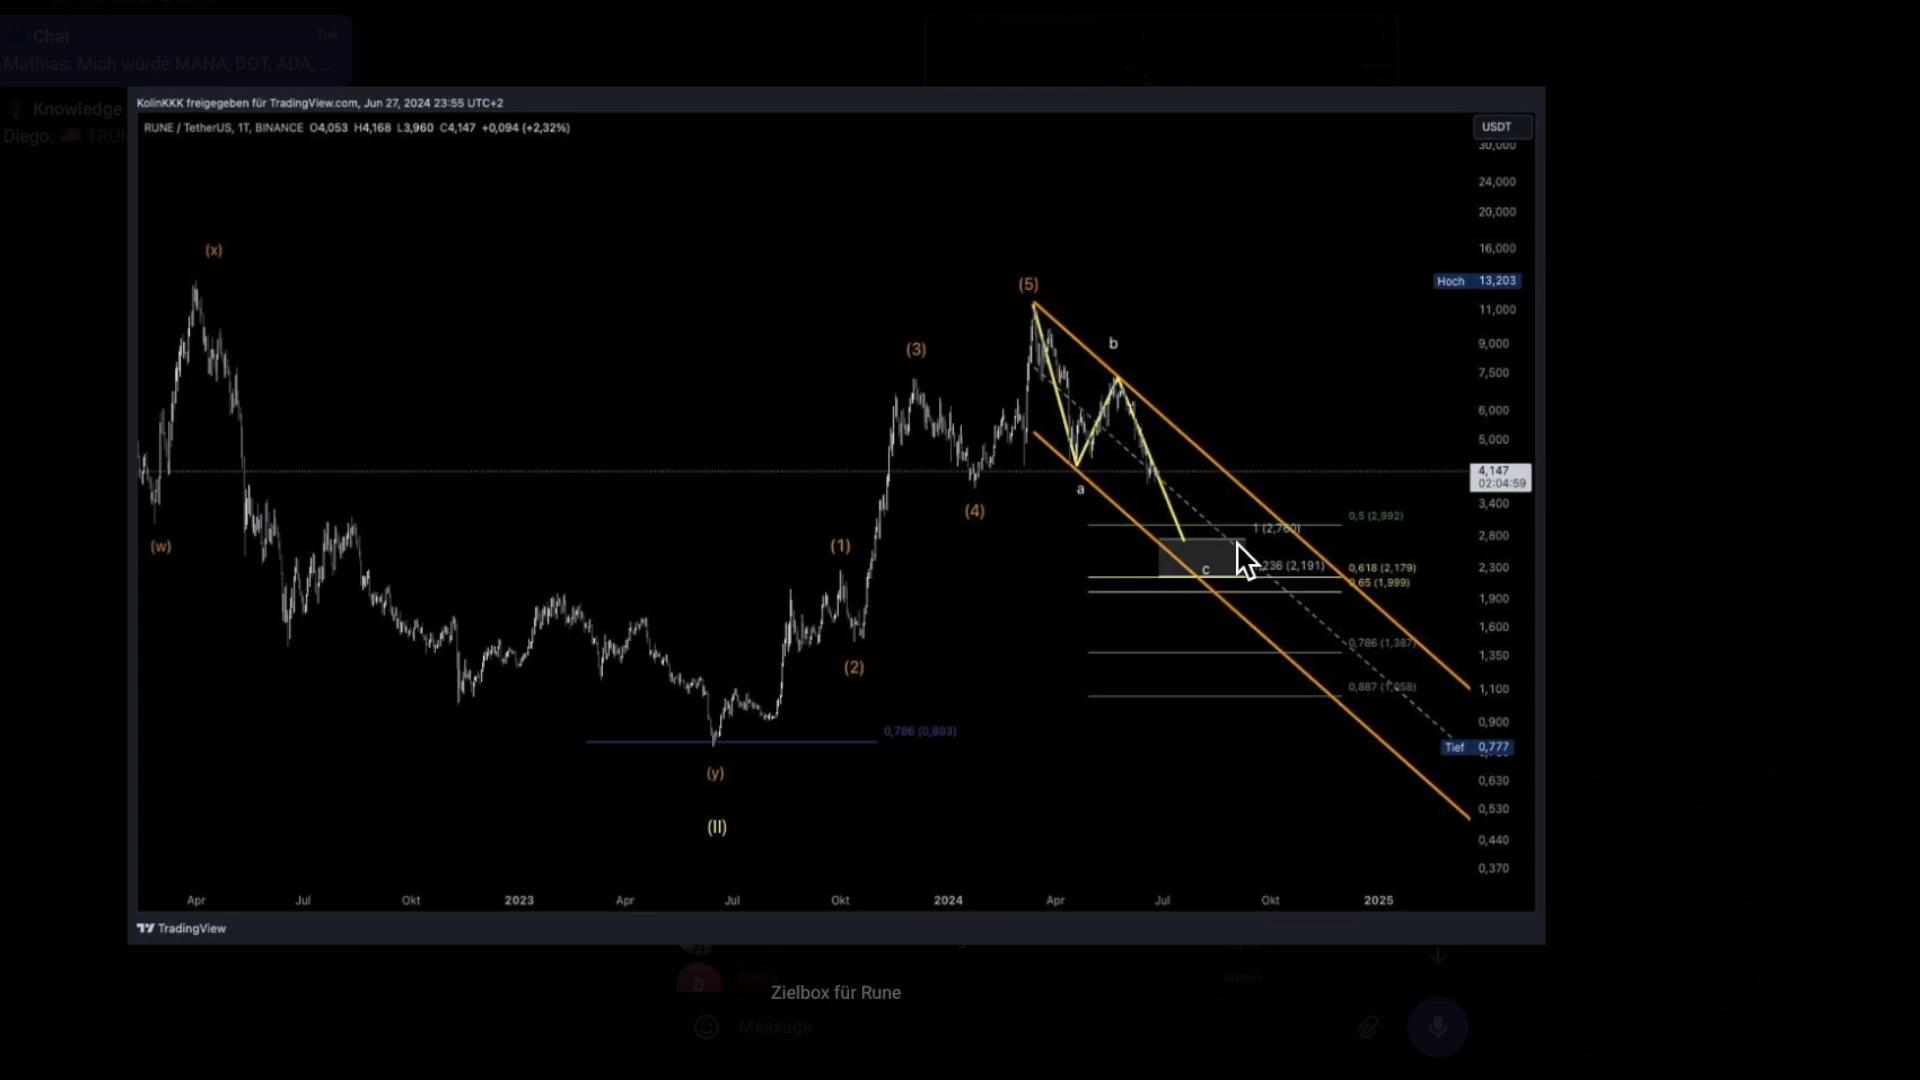 Chat
Tue
Mathias: Mich würde MANA, DOT, ADA, ...
Knowledge
Diego: TRUM
KolinKKK freigegeben für TradingView.com, Jun 27, 2024 23:55 UTC+2
RUNE / TetherUS, 1T, BINANCE O4,053 H4,168 L3,960 C4,147 +0,094 (+2,32%)
USDT
30,000
24,000
20,000
16,000
Hoch 13,203
11,000
9,000
7,500
6,000
5,000
4,147
02:04:59
3,400
2,800
2,300
1,900
1,600
1,350
1,100
0,900
Tief 0,777
0,630
0,530
0,440
0,370
(x)
(w)
(y)
(II)
(1)
(2)
(3)
(4)
(5)
a
b
c
0,786 (0,803)
0,5 (2,992)
1 (2,760)
,236 (2,191)
0,618 (2,179)
0,65 (1,999)
0,786 (1,387)
0,887 (1,058)
Apr Jul Okt 2023 Apr Jul Okt 2024 Apr Jul Okt 2025
TradingView
D
Diego
admin
Zielbox für Rune
Message